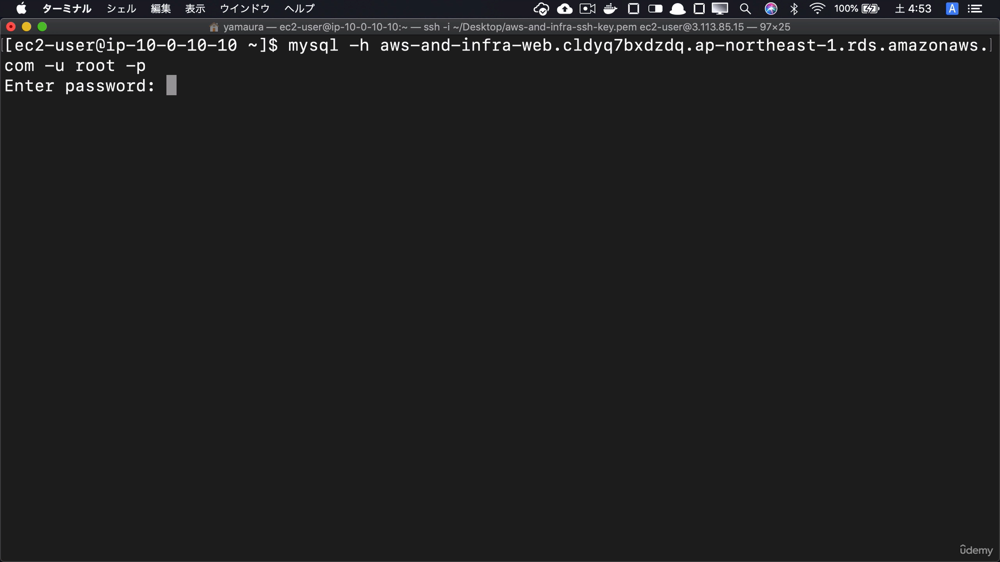 ターミナル シェル 編集 表示 ウインドウ ヘルプ 100% 土 4:53 A
yamaura — ec2-user@ip-10-0-10-10:~ — ssh -i ~/Desktop/aws-and-infra-ssh-key.pem ec2-user@3.113.85.15 — 97×25
[ec2-user@ip-10-0-10-10 ~]$ mysql -h aws-and-infra-web.cldyq7bxdzdq.ap-northeast-1.rds.amazonaws.
com -u root -p
Enter password:
ûdemy